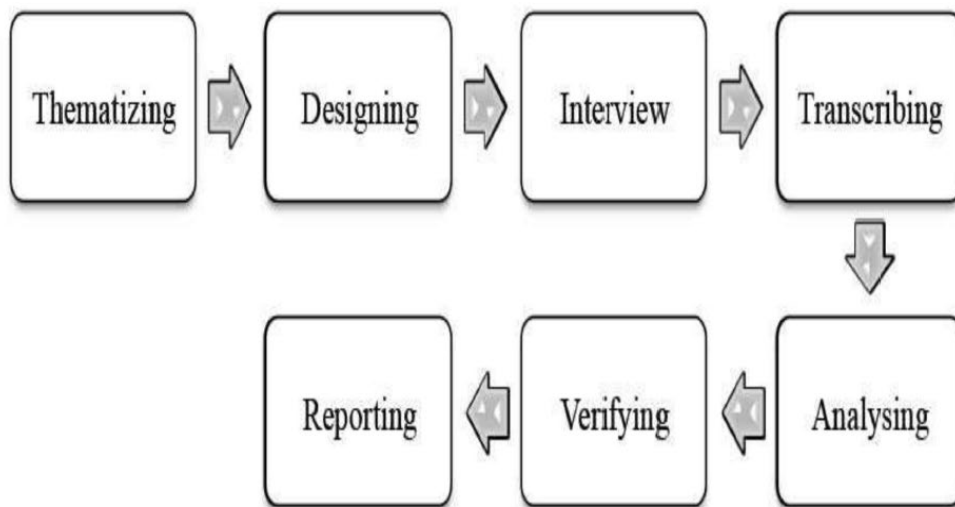 Thematizing
Designing
Interview
Transcribing
Analysing
Verifying
Reporting